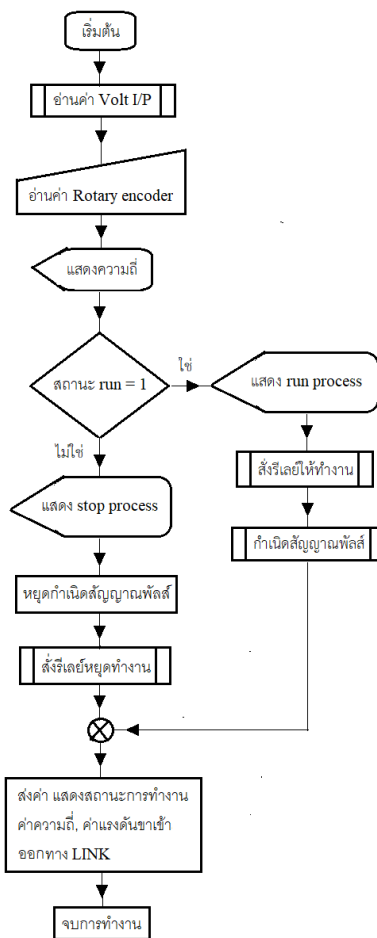 เริ่มต้น
อ่านค่า Volt I/P
อ่านค่า Rotary encoder
แสดงความถี่
สถานะ run = 1
ใช่
แสดง run process
ไม่ใช่
สั่งรีเลย์ให้ทำงาน
แสดง stop process
กำเนิดสัญญาณพัลส์
หยุดกำเนิดสัญญาณพัลส์
สั่งรีเลย์หยุดทำงาน
ส่งค่า แสดงสถานะการทำงาน
ค่าความถี่, ค่าแรงดันขาเข้า
ออกทาง LINK
จบการทำงาน